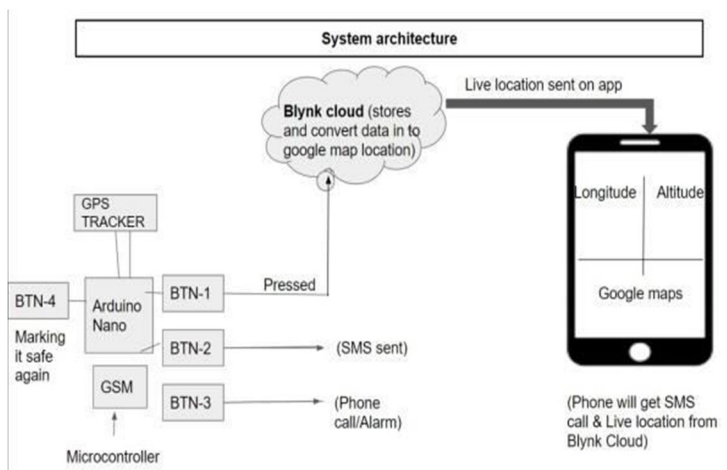 System architecture
Live location sent on app
Blynk cloud (stores
and convert data in to
google map location)
Longitude
Altitude
Google maps
GPS
TRACKER
BTN-4
Arduino
Nano
BTN-1
Pressed
Marking
it safe
again
BTN-2
(SMS sent)
GSM
BTN-3
(Phone
call/Alarm)
Microcontroller
(Phone will get SMS
call & Live location from
Blynk Cloud)